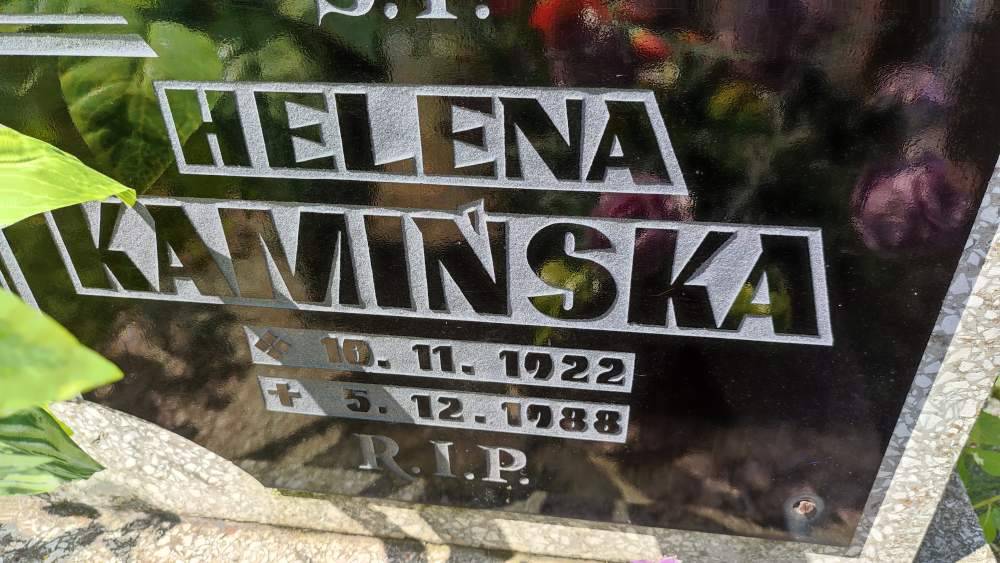 Ś.P.
HELENA
KAMIŃSKA
10. 11. 1922
✝ 5. 12. 1988
R.I.P.